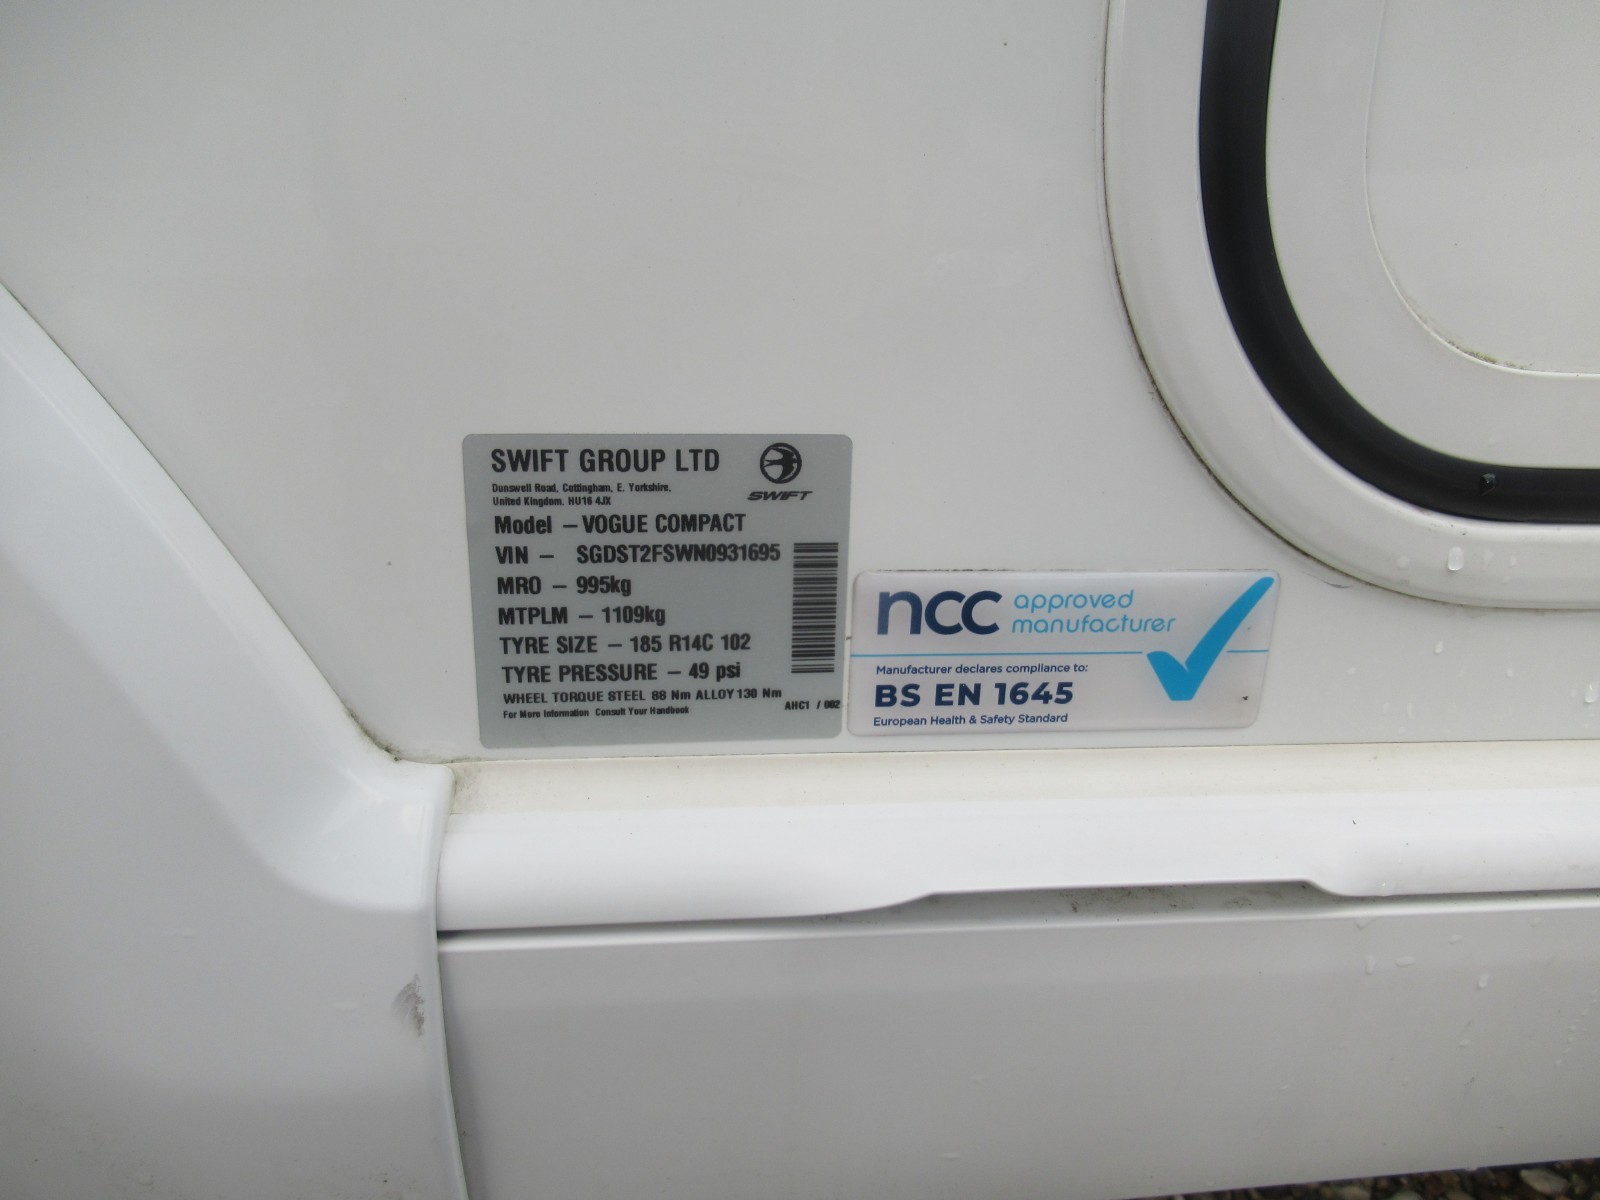 SWIFT GROUP LTD
SWIFT
Dunswell Road, Cottingham, E. Yorkshire,
United Kingdom. HU16 4JX
Model – VOGUE COMPACT
VIN – SGDST2FSWN0931695
MRO – 995kg
MTPLM – 1109kg
TYRE SIZE – 185 R14C 102
TYRE PRESSURE – 49 psi
WHEEL TORQUE STEEL 88 Nm ALLOY 130 Nm
For More Information Consult Your Handbook
AHC1 / 002
ncc approved
manufacturer
Manufacturer declares compliance to:
BS EN 1645
European Health & Safety Standard